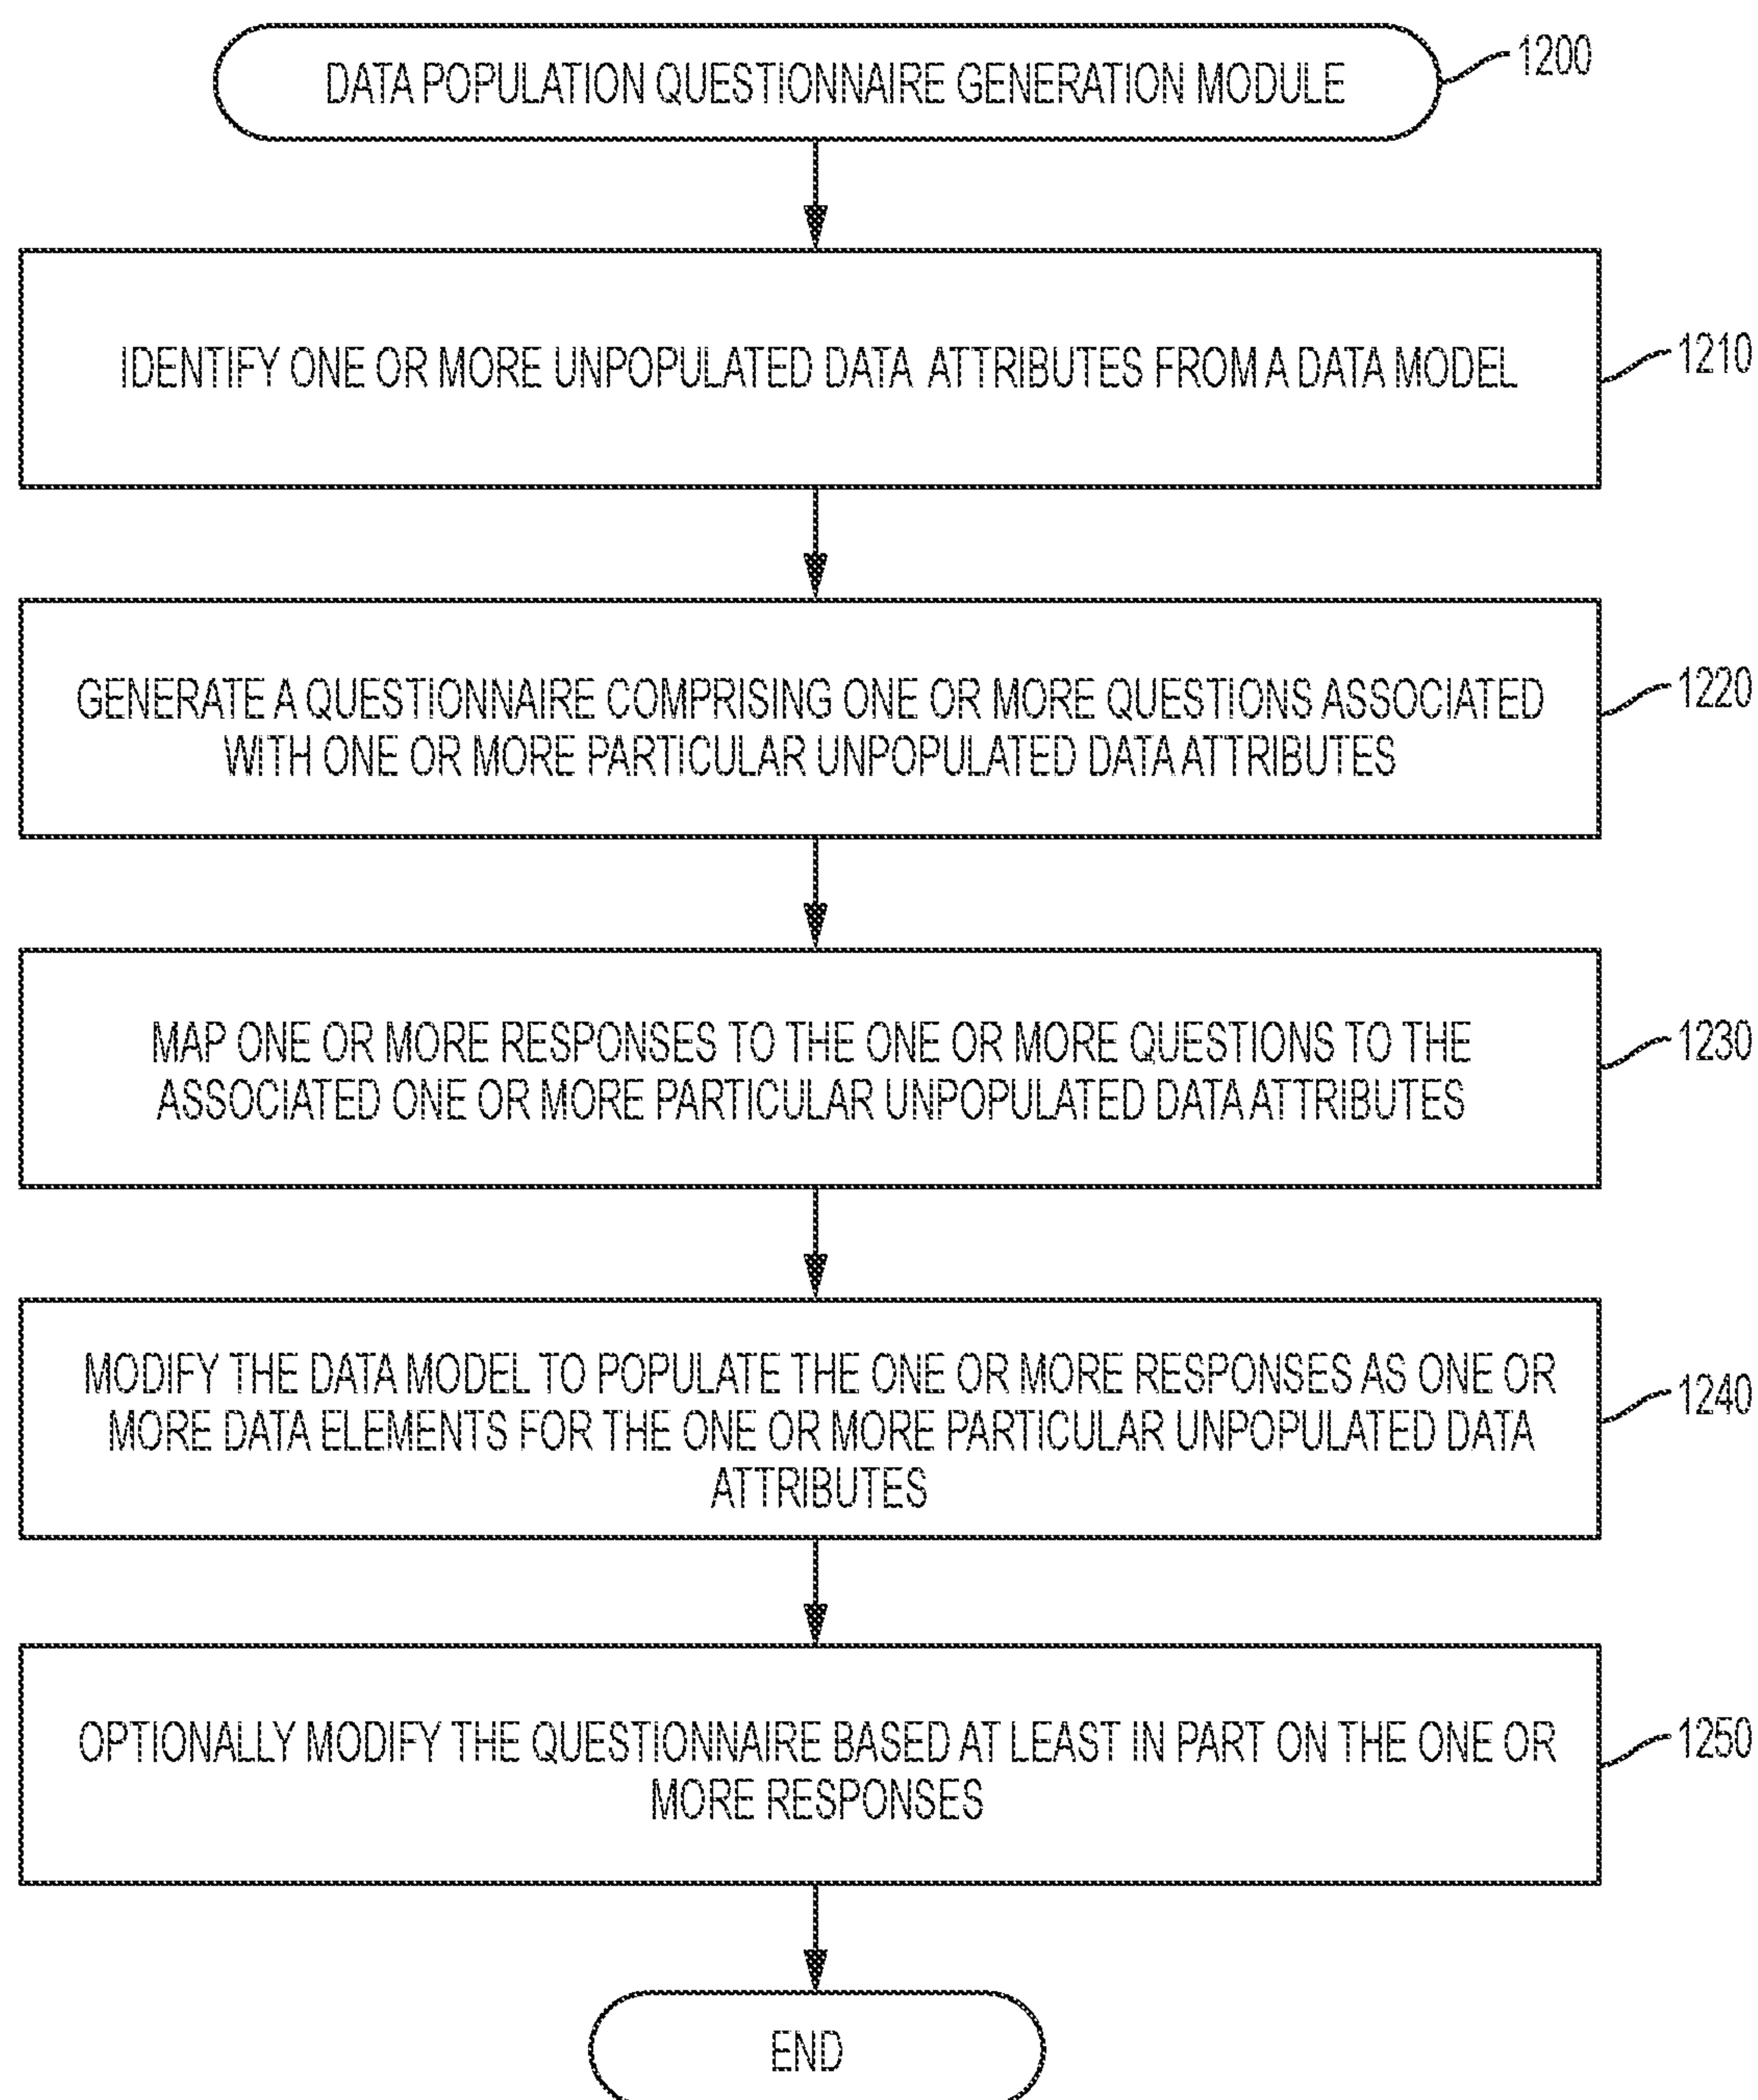 DATA POPULATION QUESTIONNAIRE GENERATION MODULE
1200
IDENTIFY ONE OR MORE UNPOPULATED DATA ATTRIBUTES FROM A DATA MODEL
1210
GENERATE A QUESTIONNAIRE COMPRISING ONE OR MORE QUESTIONS ASSOCIATED
WITH ONE OR MORE PARTICULAR UNPOPULATED DATA ATTRIBUTES
1220
MAP ONE OR MORE RESPONSES TO THE ONE OR MORE QUESTIONS TO THE
ASSOCIATED ONE OR MORE PARTICULAR UNPOPULATED DATA ATTRIBUTES
1230
MODIFY THE DATA MODEL TO POPULATE THE ONE OR MORE RESPONSES AS ONE OR
MORE DATA ELEMENTS FOR THE ONE OR MORE PARTICULAR UNPOPULATED DATA
ATTRIBUTES
1240
OPTIONALLY MODIFY THE QUESTIONNAIRE BASED AT LEAST IN PART ON THE ONE OR
MORE RESPONSES
1250
END